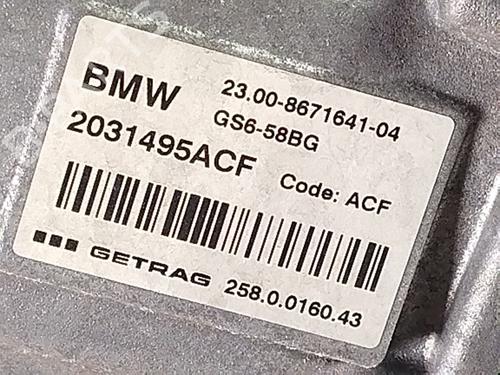 BMW 23.00-8671641-04
GS6-58BG
2031495ACF Code: ACF
GETRAG 258.0.0160.43